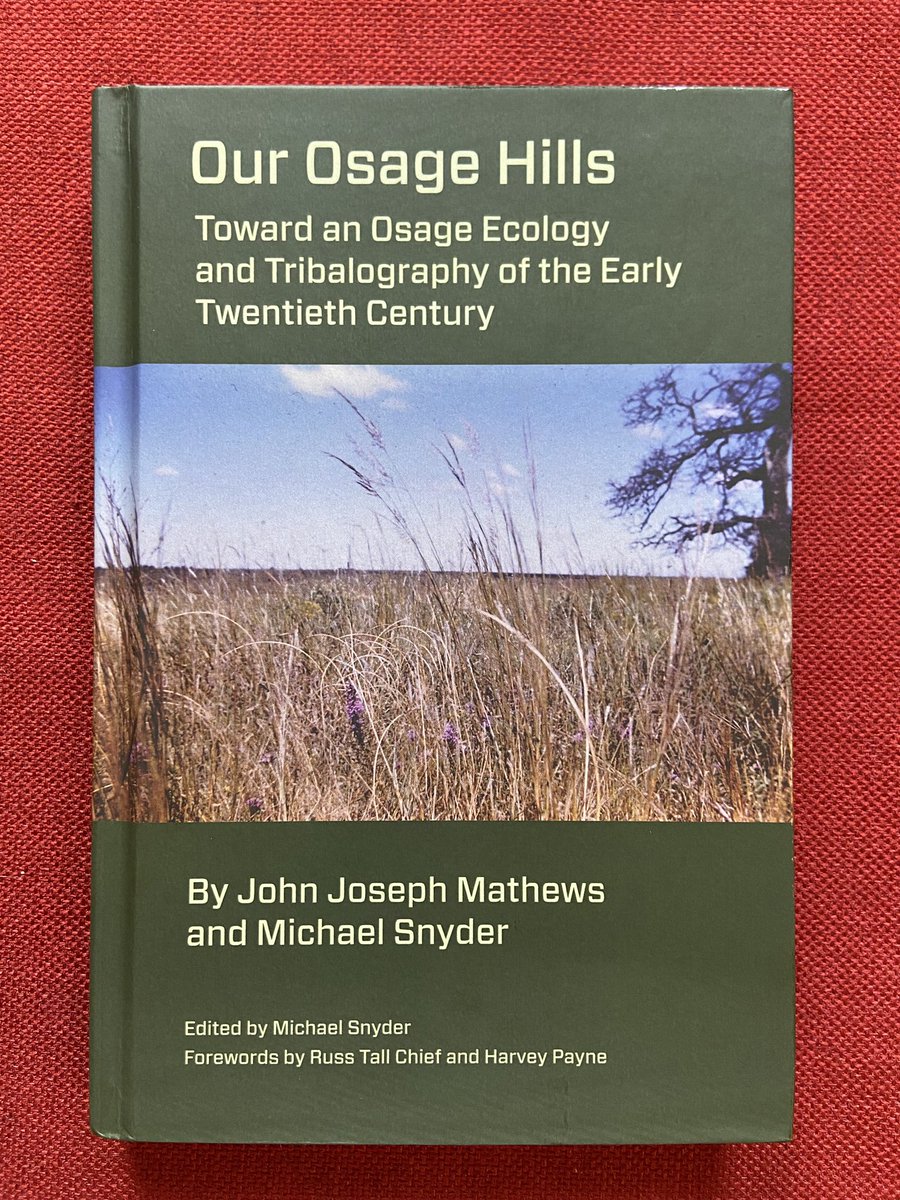 Our Osage Hills
Toward an Osage Ecology
and Tribalography of the Early
Twentieth Century
By John Joseph Mathews
and Michael Snyder
Edited by Michael Snyder
Forewords by Russ Tall Chief and Harvey Payne